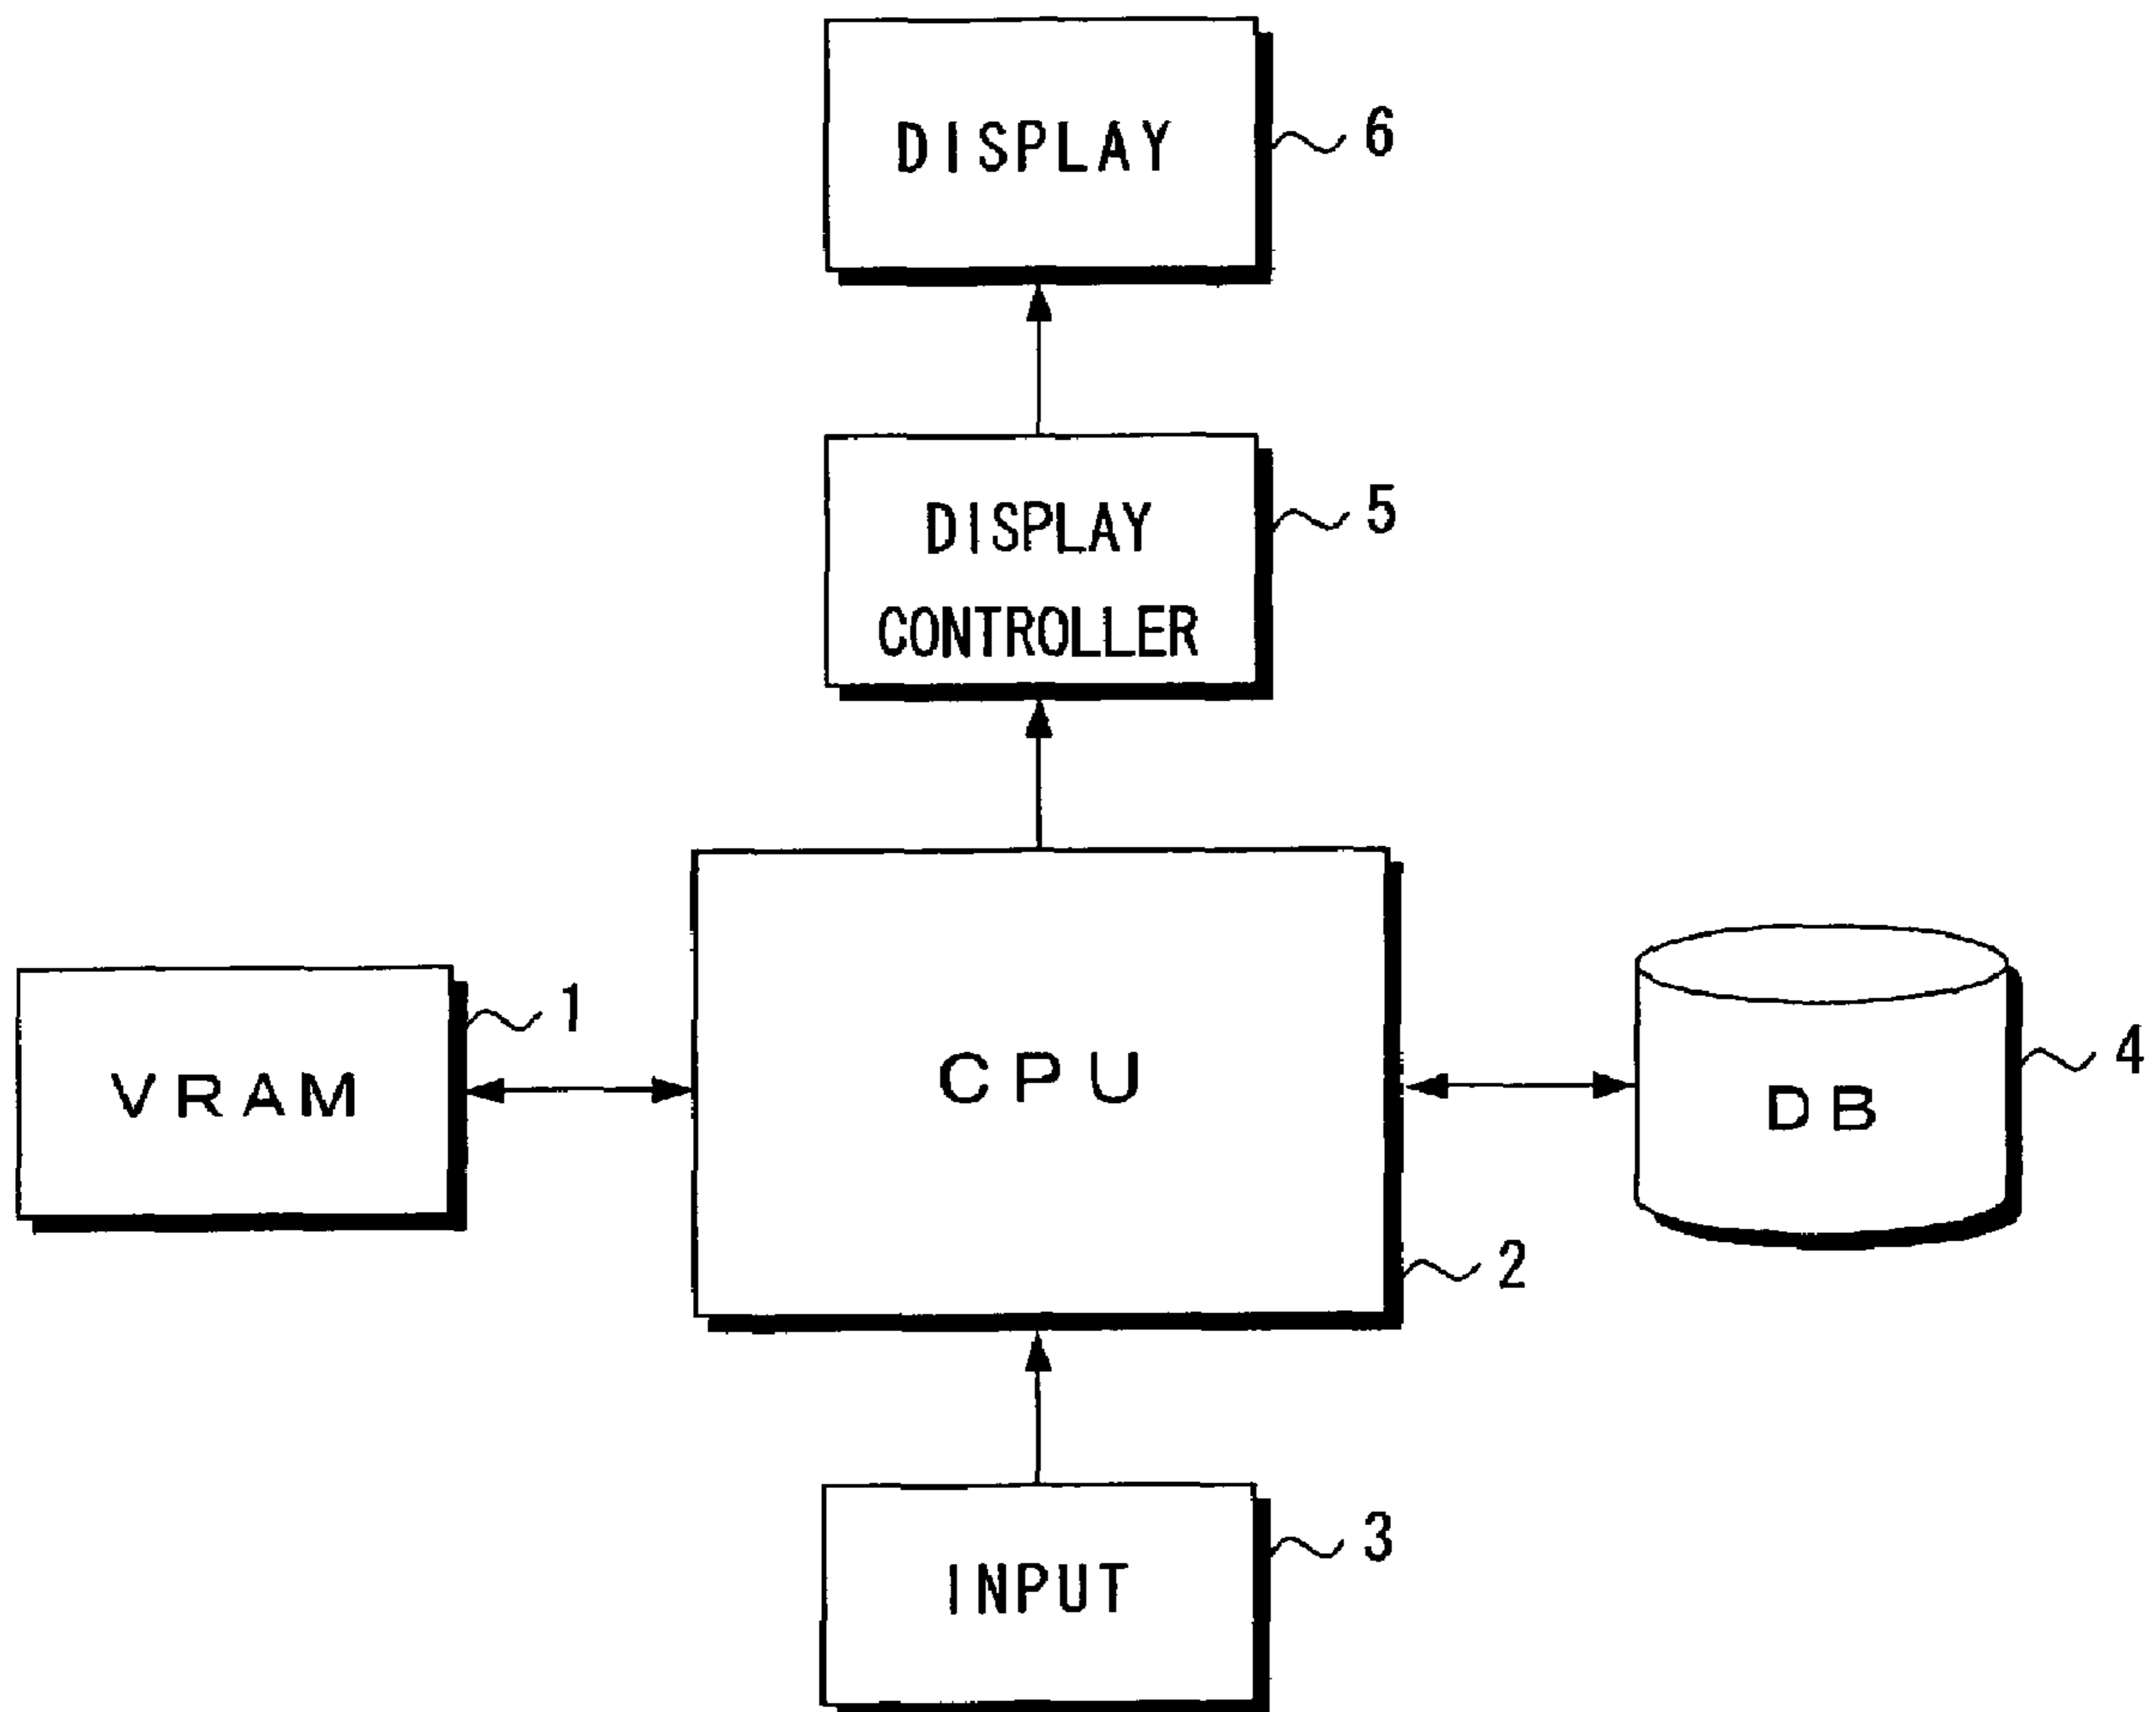 DISPLAY
6
DISPLAY
CONTROLLER
5
VRAM
1
CPU
2
DB
4
INPUT
3